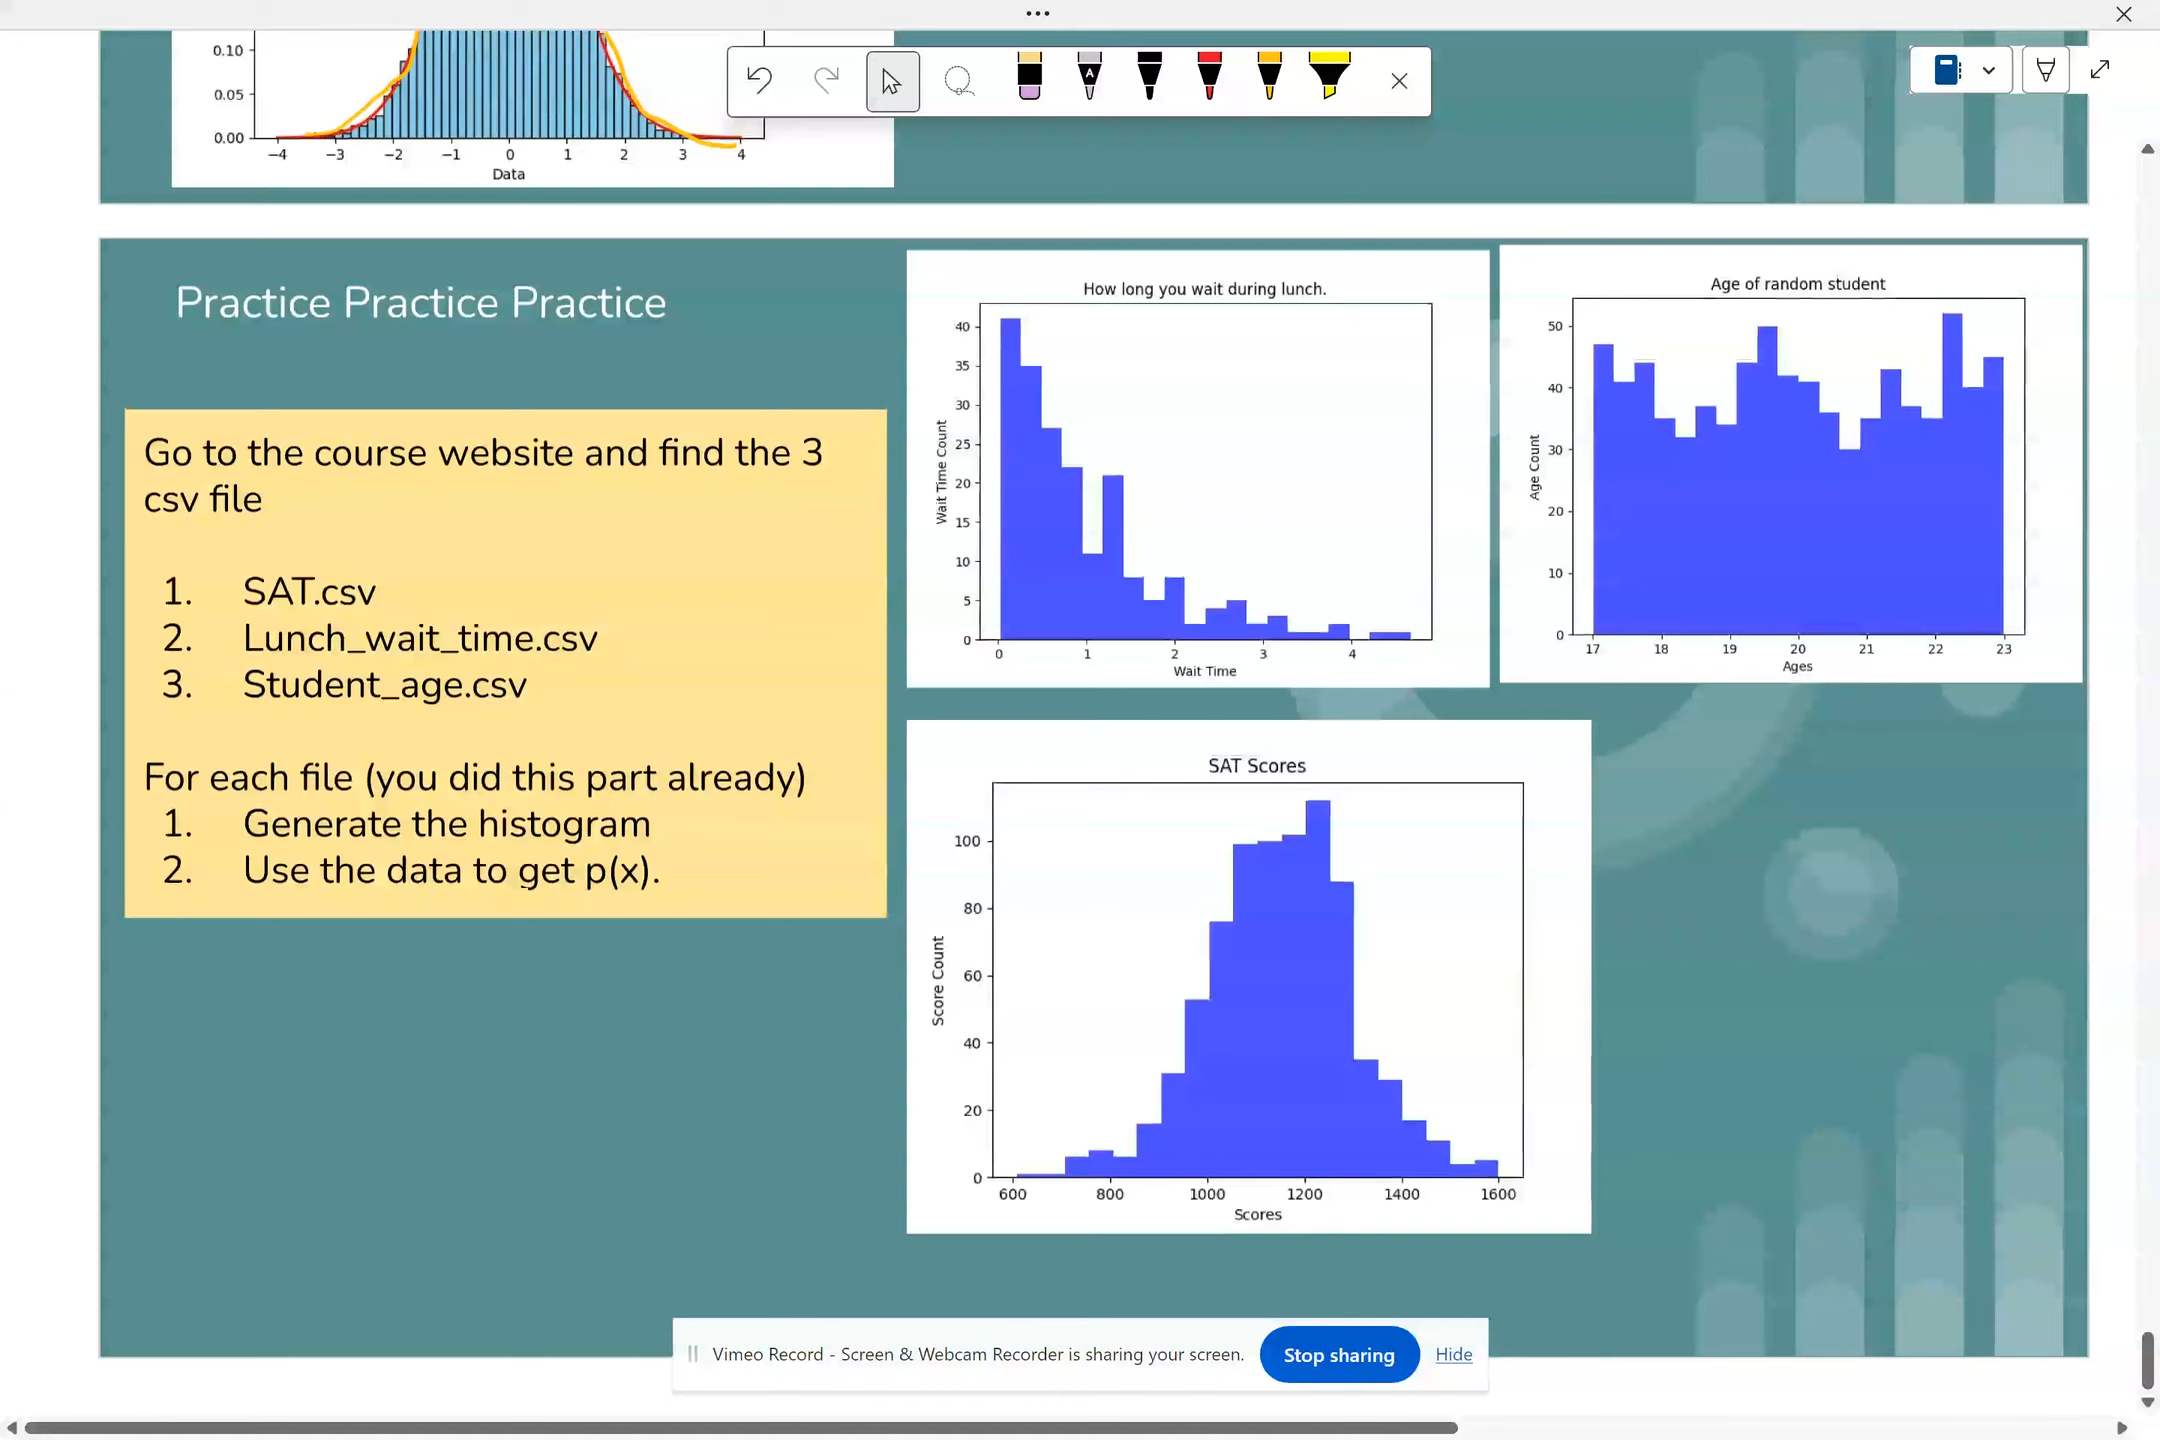 0.10
0.05
0.00
−4 −3 −2 −1 0 1 2 3 4
Data
A
Practice Practice Practice
Go to the course website and find the 3
csv file
1. SAT.csv
2. Lunch_wait_time.csv
3. Student_age.csv
For each file (you did this part already)
1. Generate the histogram
2. Use the data to get p(x).
How long you wait during lunch.
40
35
30
25
20
15
10
5
0
Wait Time Count
0 1 2 3 4
Wait Time
Age of random student
50
40
30
20
10
0
Age Count
17 18 19 20 21 22 23
Ages
SAT Scores
100
80
60
40
20
0
Score Count
600 800 1000 1200 1400 1600
Scores
Vimeo Record - Screen & Webcam Recorder is sharing your screen. Stop sharing Hide